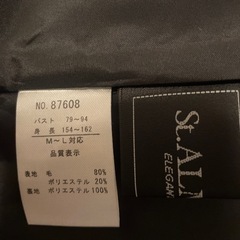 NO. 87608
バスト 79～94
身長 154～162
M～L対応
品質表示
表地 毛 80%
ポリエステル 20%
裏地 ポリエステル 100%
St.AL
ELEGAN